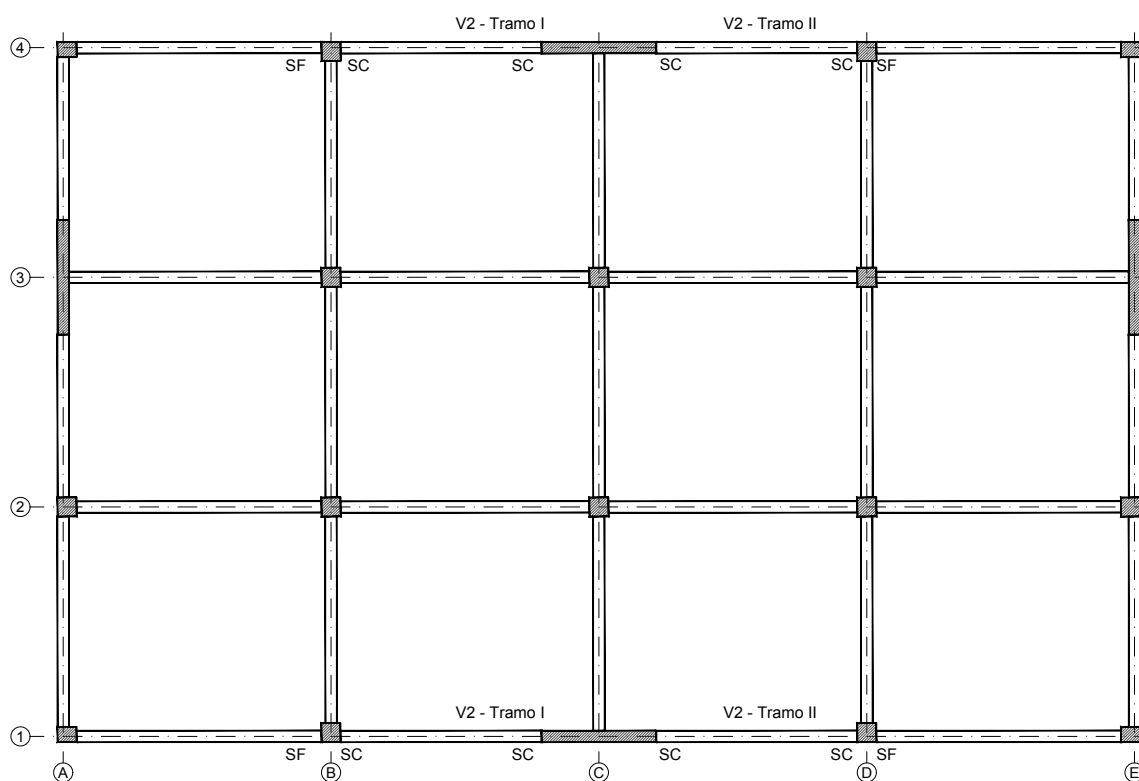 V2 - Tramo I V2 - Tramo II
4
SF SC SC SC SC SF
3
2
V2 - Tramo I V2 - Tramo II
1
SF SC SC SC SC SF
A B C D E